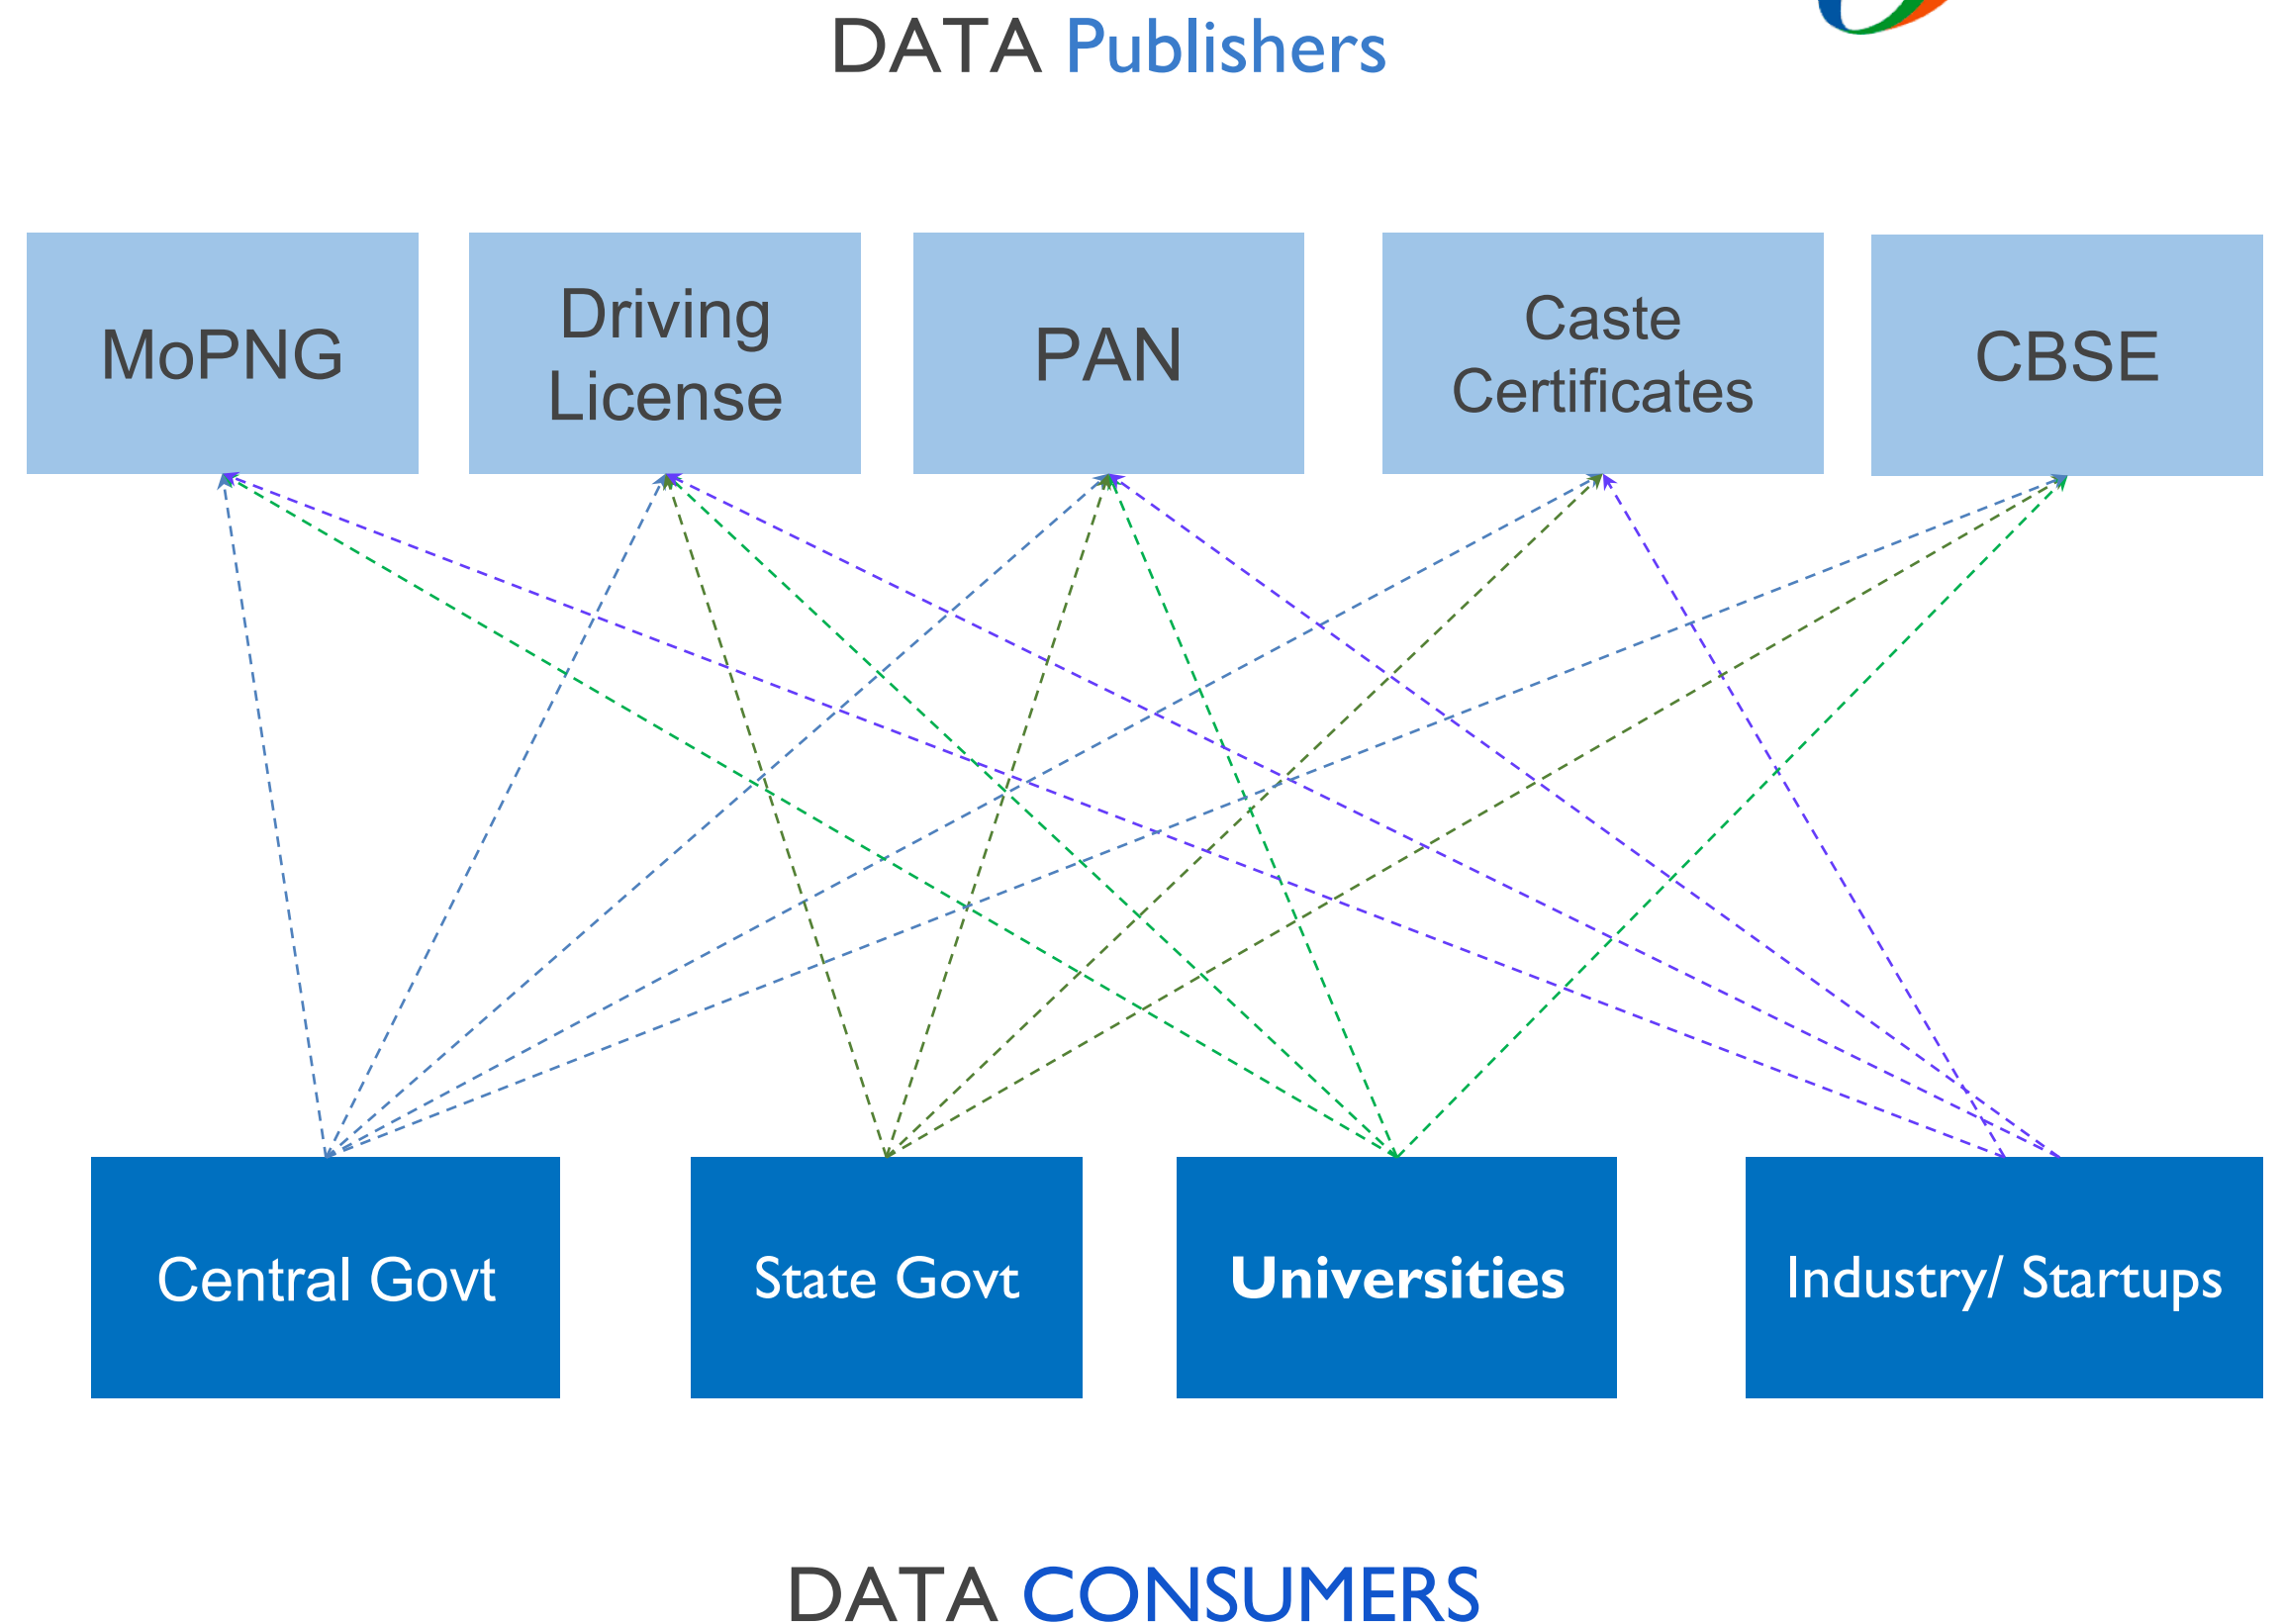 DATA Publishers
MoPNG
Driving
License
PAN
Caste
Certificates
CBSE
Central Govt
State Govt
Universities
Industry/ Startups
DATA CONSUMERS